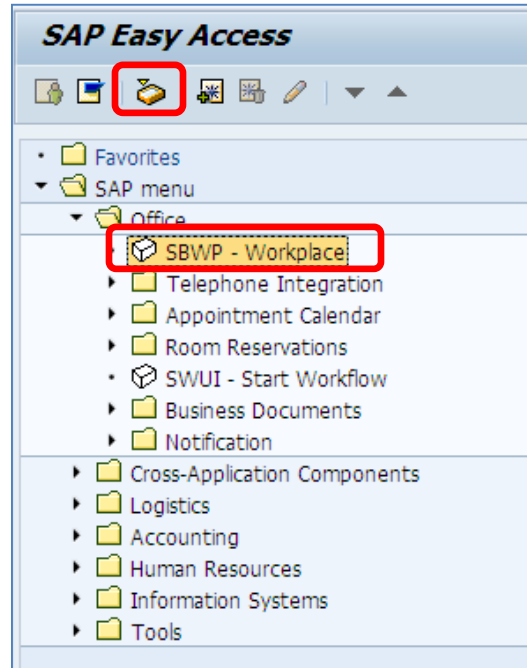 SAP Easy Access
Favorites
SAP menu
Office
SBWP - Workplace
Telephone Integration
Appointment Calendar
Room Reservations
SWUI - Start Workflow
Business Documents
Notification
Cross-Application Components
Logistics
Accounting
Human Resources
Information Systems
Tools